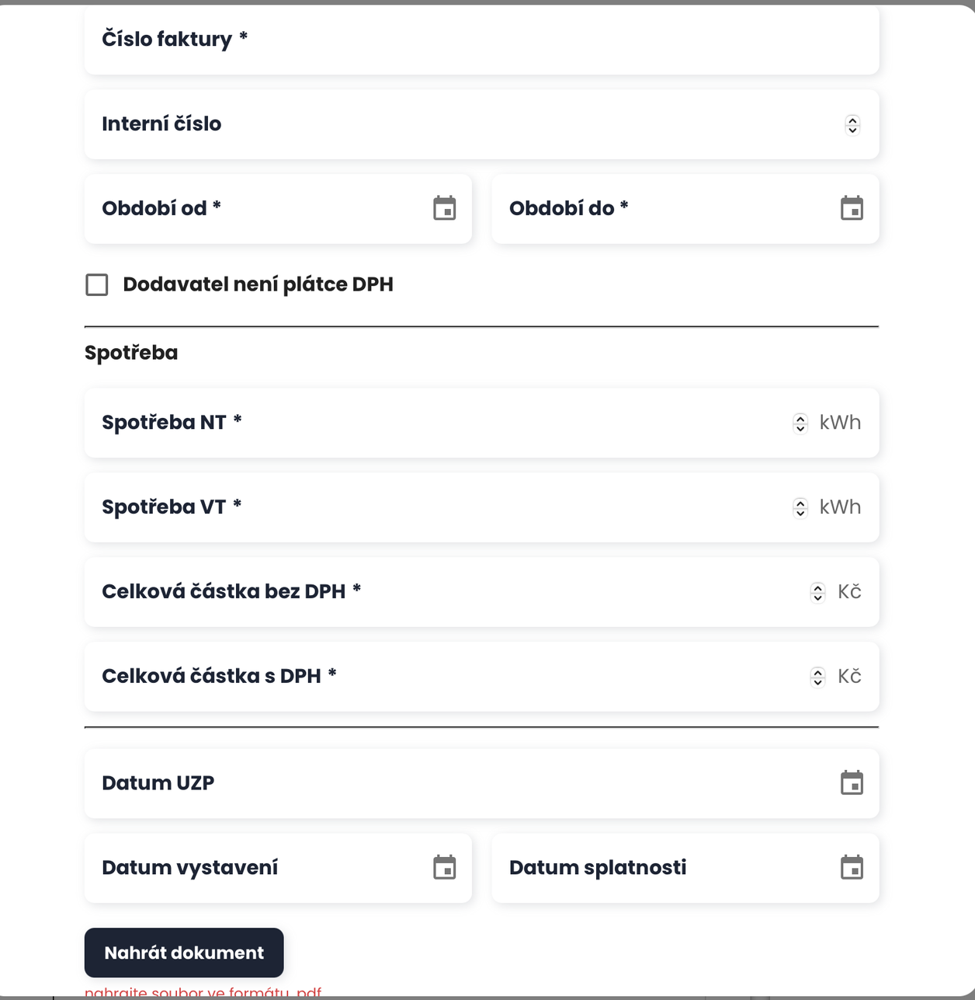 Číslo faktury *
Interní číslo
Období od *
Období do *
Dodavatel není plátce DPH
Spotřeba
Spotřeba NT * kWh
Spotřeba VT * kWh
Celková částka bez DPH * Kč
Celková částka s DPH * Kč
Datum UZP
Datum vystavení
Datum splatnosti
Nahrát dokument
nahrajte soubor ve formátu .pdf